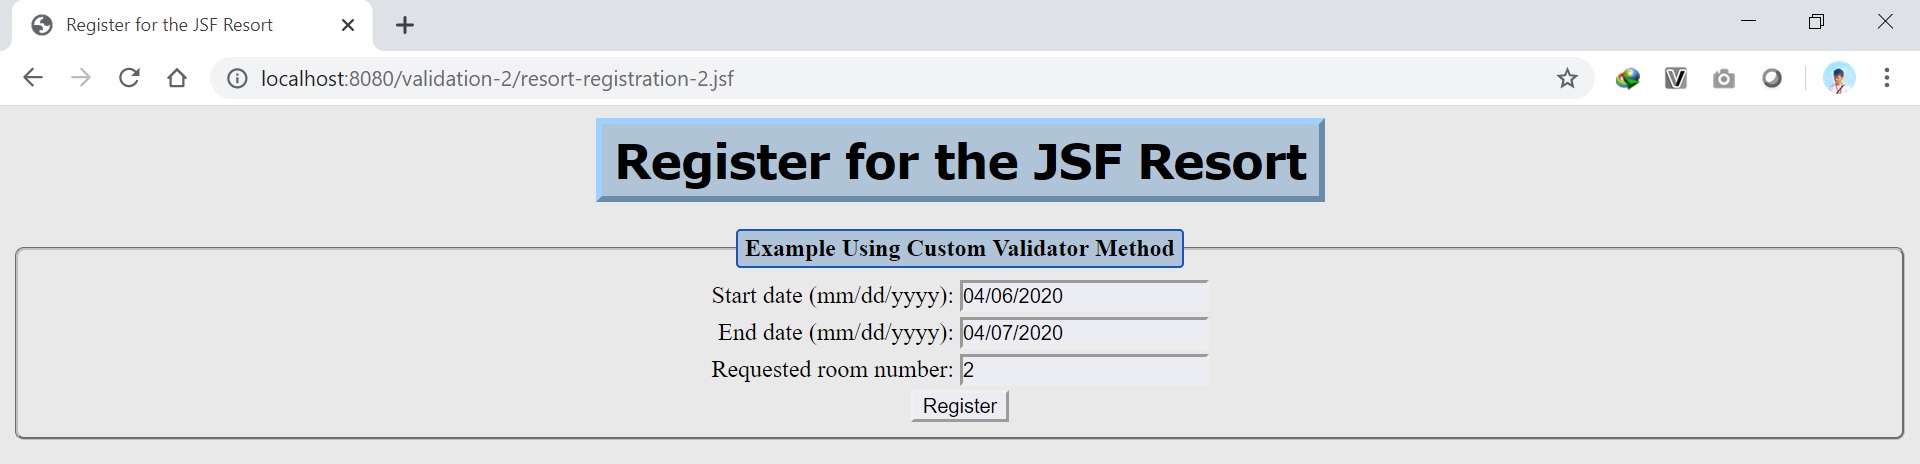 Register for the JSF Resort
localhost:8080/validation-2/resort-registration-2.jsf
Register for the JSF Resort
Example Using Custom Validator Method
Start date (mm/dd/yyyy): 04/06/2020
End date (mm/dd/yyyy): 04/07/2020
Requested room number: 2
Register